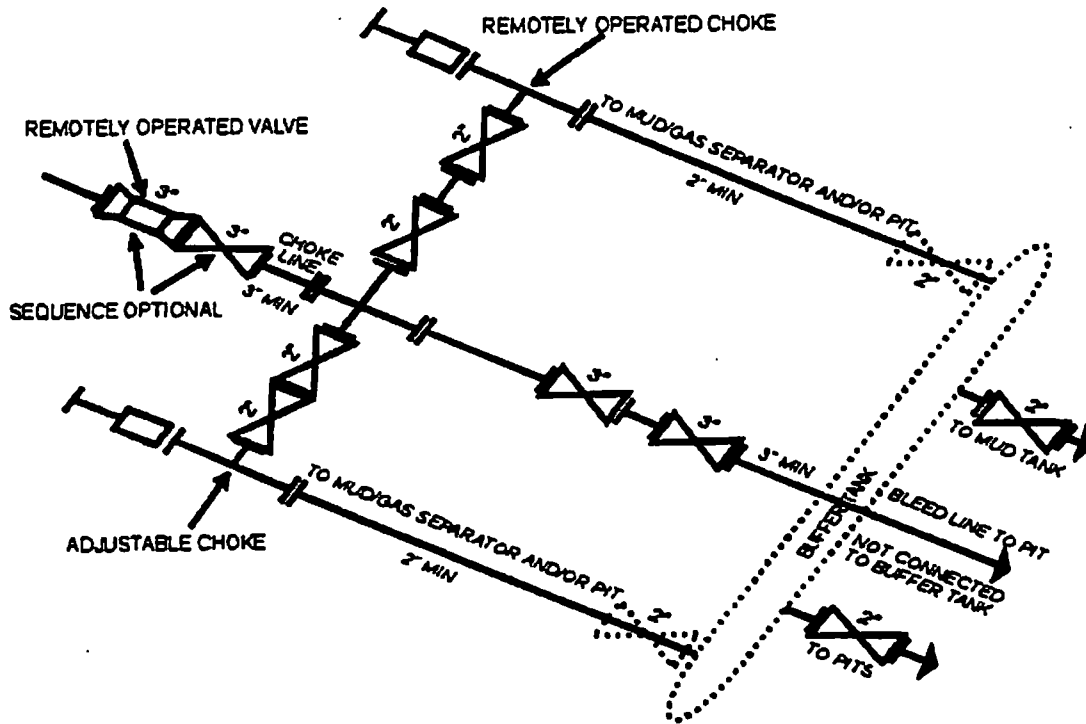 REMOTELY OPERATED CHOKE
REMOTELY OPERATED VALVE
TO MUD/GAS SEPARATOR AND/OR PIT
2" MIN
2"
2"
2"
3"
3"
CHOKE
LINE
3" MIN
SEQUENCE OPTIONAL
2"
2"
3"
3"
3" MIN
2"
TO MUD TANK
BUFFER TANK
BLEED LINE TO PIT
NOT CONNECTED
TO BUFFER TANK
ADJUSTABLE CHOKE
TO MUD/GAS SEPARATOR AND/OR PIT
2" MIN
2"
2"
TO PITS